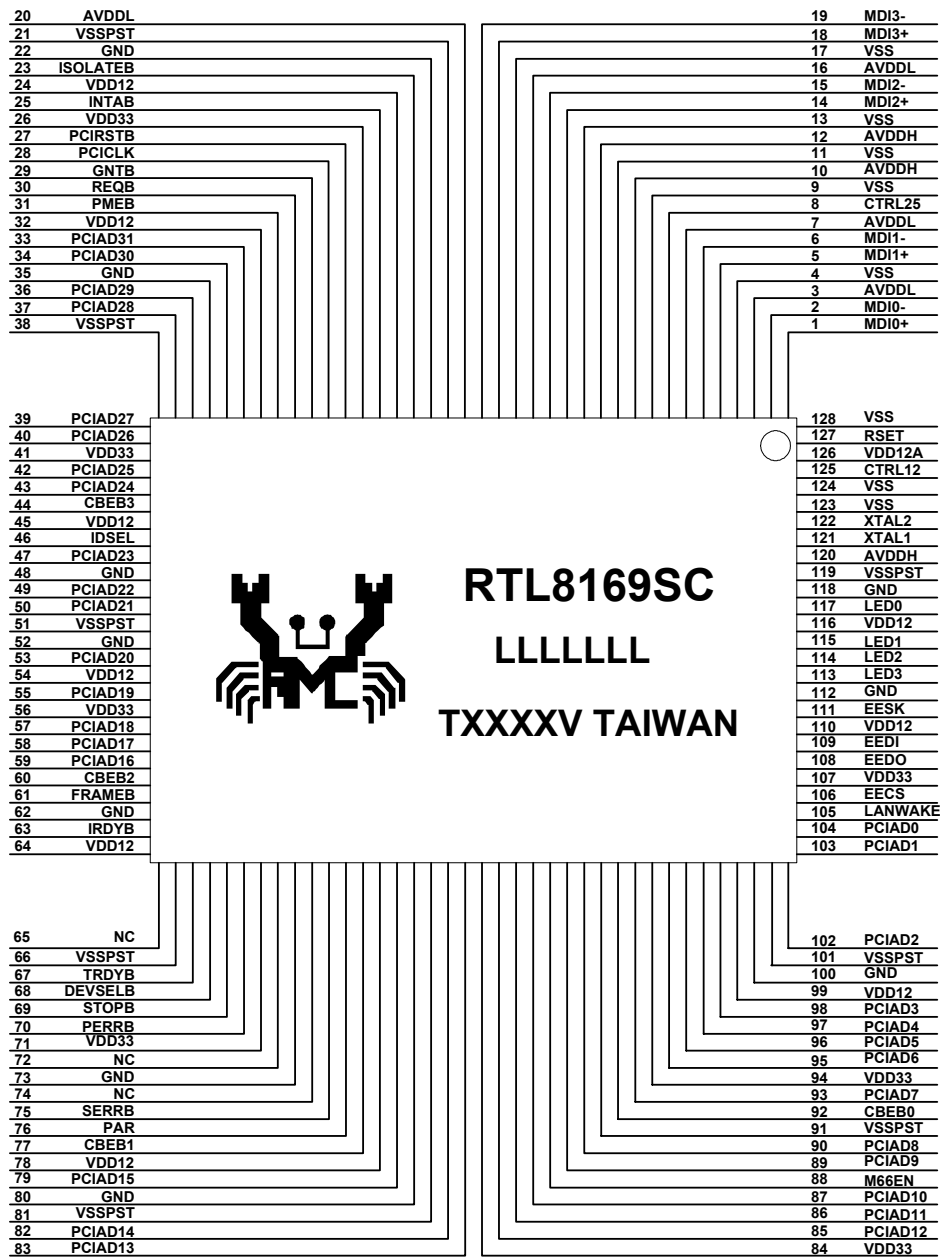 20 AVDDL
21 VSSPST
22 GND
23 ISOLATEB
24 VDD12
25 INTAB
26 VDD33
27 PCIRSTB
28 PCICLK
29 GNTB
30 REQB
31 PMEB
32 VDD12
33 PCIAD31
34 PCIAD30
35 GND
36 PCIAD29
37 PCIAD28
38 VSSPST
19 MDI3-
18 MDI3+
17 VSS
16 AVDDL
15 MDI2-
14 MDI2+
13 VSS
12 AVDDH
11 VSS
10 AVDDH
9 VSS
8 CTRL25
7 AVDDL
6 MDI1-
5 MDI1+
4 VSS
3 AVDDL
2 MDI0-
1 MDI0+
39 PCIAD27
40 PCIAD26
41 VDD33
42 PCIAD25
43 PCIAD24
44 CBEB3
45 VDD12
46 IDSEL
47 PCIAD23
48 GND
49 PCIAD22
50 PCIAD21
51 VSSPST
52 GND
53 PCIAD20
54 VDD12
55 PCIAD19
56 VDD33
57 PCIAD18
58 PCIAD17
59 PCIAD16
60 CBEB2
61 FRAMEB
62 GND
63 IRDYB
64 VDD12
RTL8169SC
LLLLLLL
TXXXXV TAIWAN
128 VSS
127 RSET
126 VDD12A
125 CTRL12
124 VSS
123 VSS
122 XTAL2
121 XTAL1
120 AVDDH
119 VSSPST
118 GND
117 LED0
116 VDD12
115 LED1
114 LED2
113 LED3
112 GND
111 EESK
110 VDD12
109 EEDI
108 EEDO
107 VDD33
106 EECS
105 LANWAKE
104 PCIAD0
103 PCIAD1
65 NC
66 VSSPST
67 TRDYB
68 DEVSELB
69 STOPB
70 PERRB
71 VDD33
72 NC
73 GND
74 NC
75 SERRB
76 PAR
77 CBEB1
78 VDD12
79 PCIAD15
80 GND
81 VSSPST
82 PCIAD14
83 PCIAD13
102 PCIAD2
101 VSSPST
100 GND
99 VDD12
98 PCIAD3
97 PCIAD4
96 PCIAD5
95 PCIAD6
94 VDD33
93 PCIAD7
92 CBEB0
91 VSSPST
90 PCIAD8
89 PCIAD9
88 M66EN
87 PCIAD10
86 PCIAD11
85 PCIAD12
84 VDD33